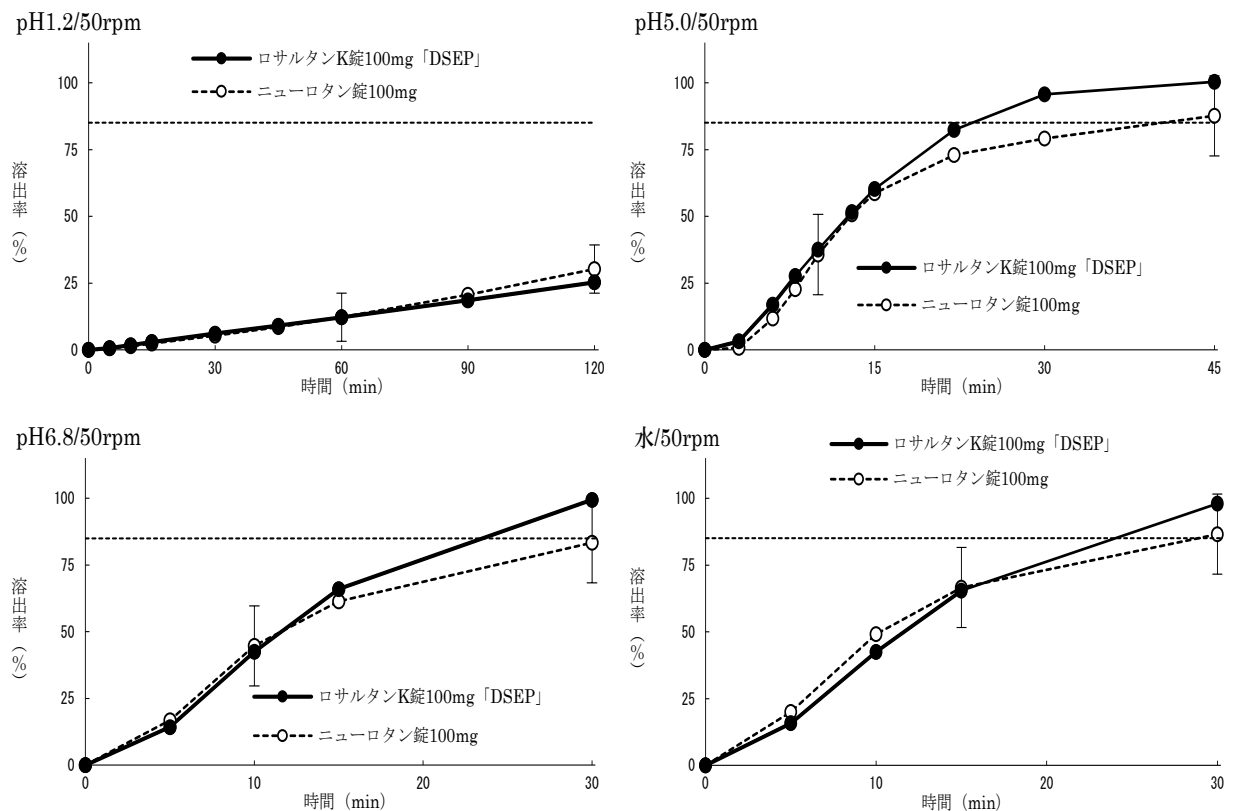 pH1.2/50rpm
ロサルタンK錠100mg「DSEP」
ニューロタン錠100mg
100
75
50
25
0
溶出率(%)
0 30 60 90 120
時間(min)
pH5.0/50rpm
100
75
50
25
0
溶出率(%)
ロサルタンK錠100mg「DSEP」
ニューロタン錠100mg
0 15 30 45
時間(min)
pH6.8/50rpm
100
75
50
25
0
溶出率(%)
ロサルタンK錠100mg「DSEP」
ニューロタン錠100mg
0 10 20 30
時間(min)
水/50rpm
ロサルタンK錠100mg「DSEP」
ニューロタン錠100mg
100
75
50
25
0
溶出率(%)
0 10 20 30
時間(min)